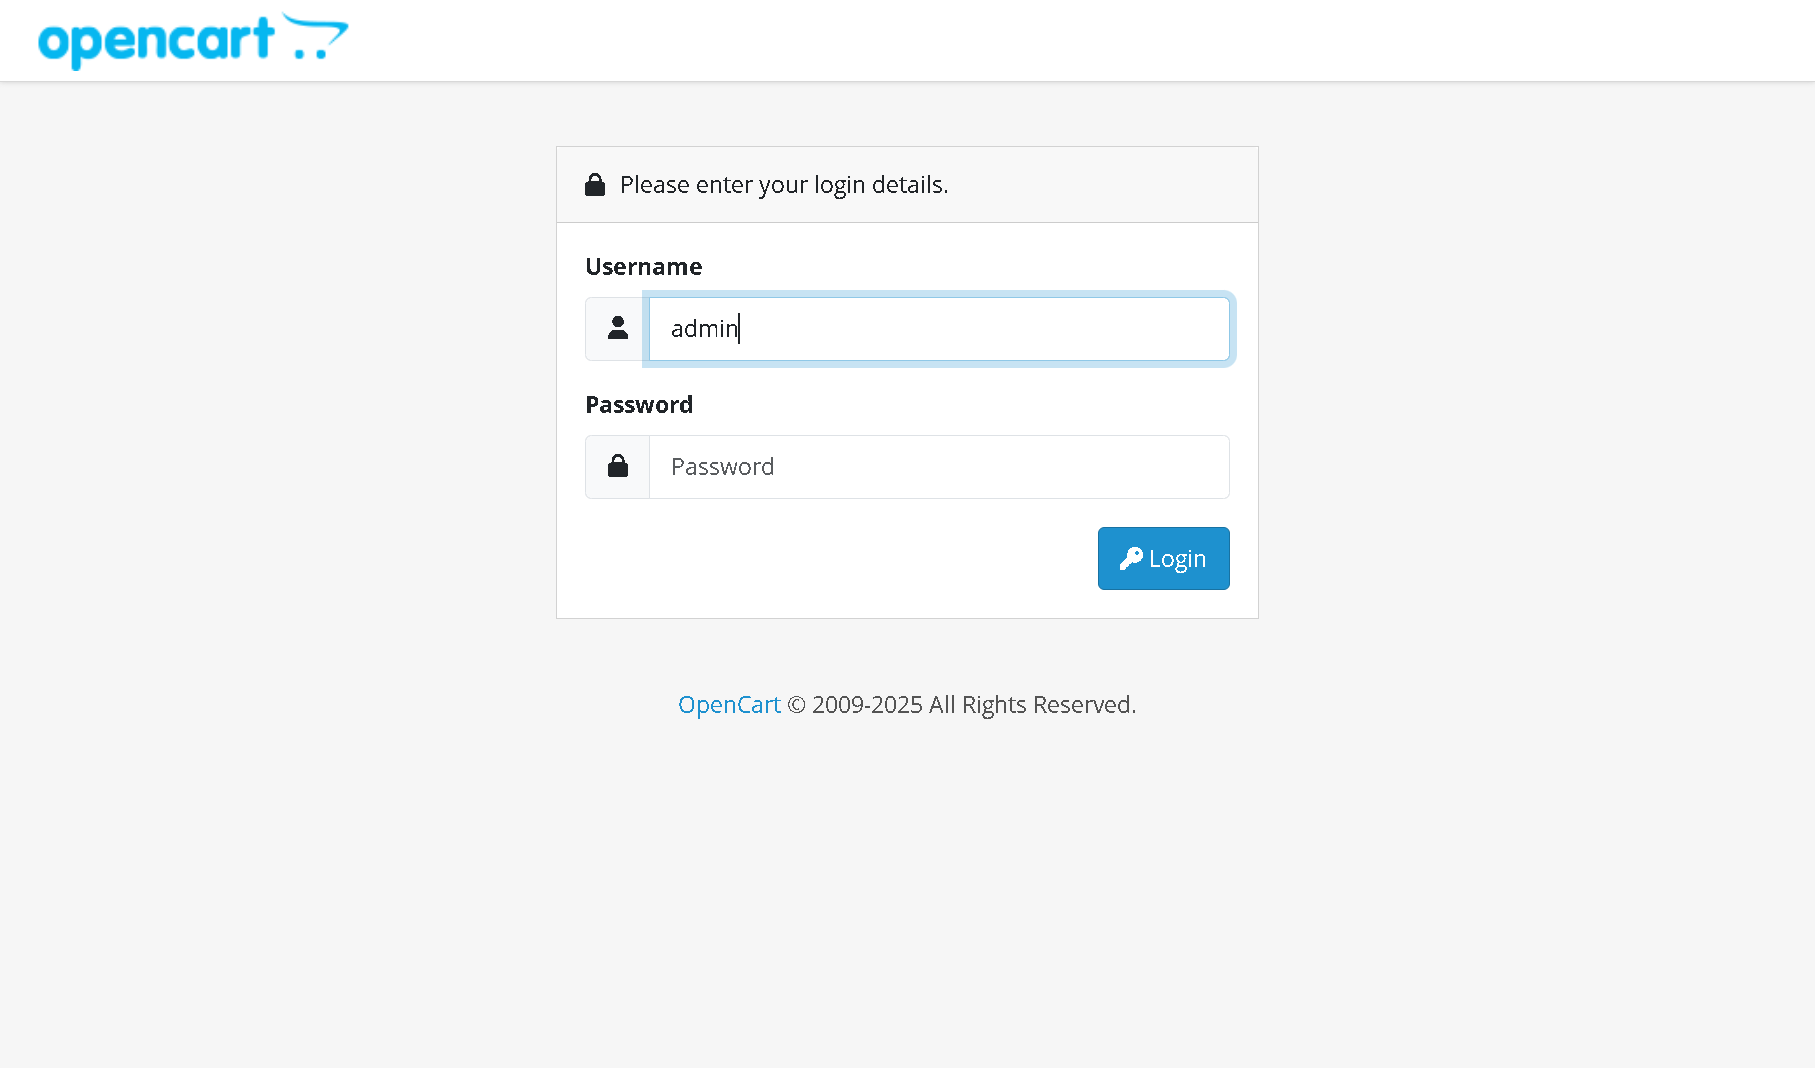 opencart
Please enter your login details.
Username
admin
Password
Password
Login
OpenCart © 2009-2025 All Rights Reserved.